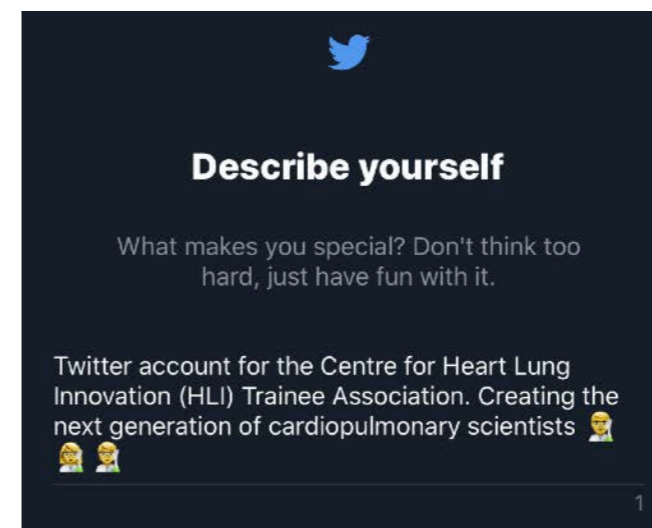 Describe yourself
What makes you special? Don't think too
hard, just have fun with it.
Twitter account for the Centre for Heart Lung
Innovation (HLI) Trainee Association. Creating the
next generation of cardiopulmonary scientists 👨‍🔬
👩‍🔬 👨‍🔬
1